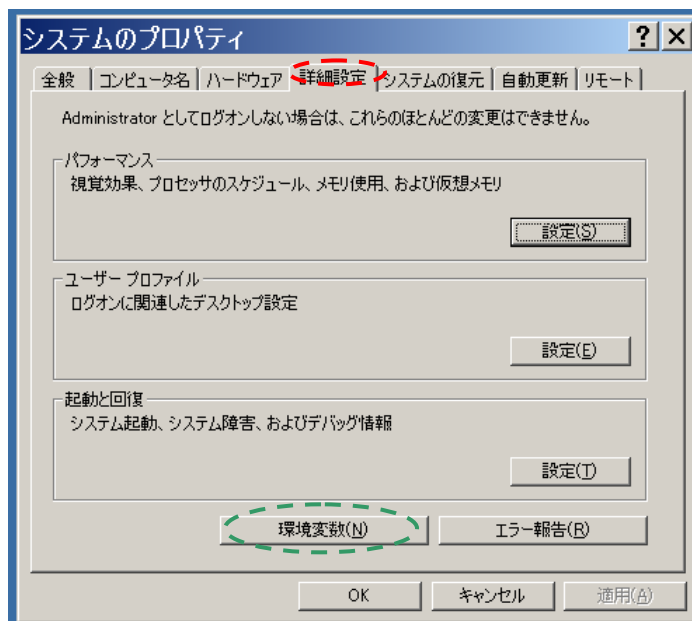 システムのプロパティ
全般 コンピュータ名 ハードウェア 詳細設定 システムの復元 自動更新 リモート
Administrator としてログオンしない場合は、これらのほとんどの変更はできません。
パフォーマンス
視覚効果、プロセッサのスケジュール、メモリ使用、および仮想メモリ
設定(S)
ユーザー プロファイル
ログオンに関連したデスクトップ設定
設定(E)
起動と回復
システム起動、システム障害、およびデバッグ情報
設定(T)
環境変数(N) エラー報告(R)
OK キャンセル 適用(A)